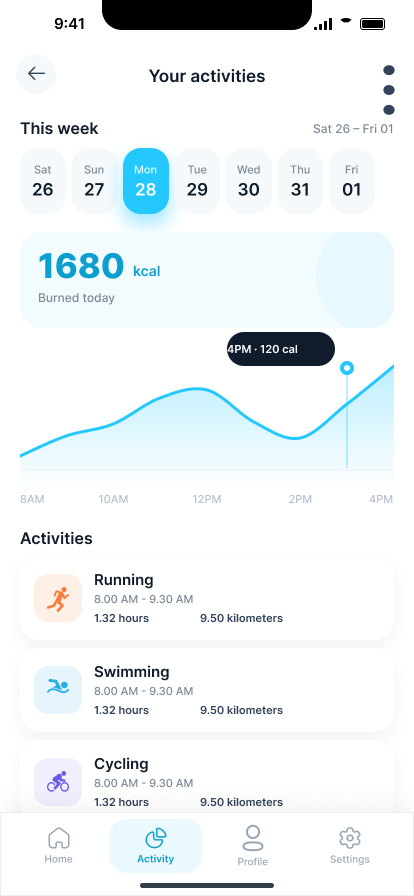 9:41
Your activities
This week
Sat 26 – Fri 01
Sat Sun Mon Tue Wed Thu Fri
26 27 28 29 30 31 01
1680 kcal
Burned today
4PM · 120 cal
8AM 10AM 12PM 2PM 4PM
Activities
Running
8.00 AM - 9.30 AM
1.32 hours 9.50 kilometers
Swimming
8.00 AM - 9.30 AM
1.32 hours 9.50 kilometers
Cycling
8.00 AM - 9.30 AM
1.32 hours 9.50 kilometers
Home Activity Profile Settings